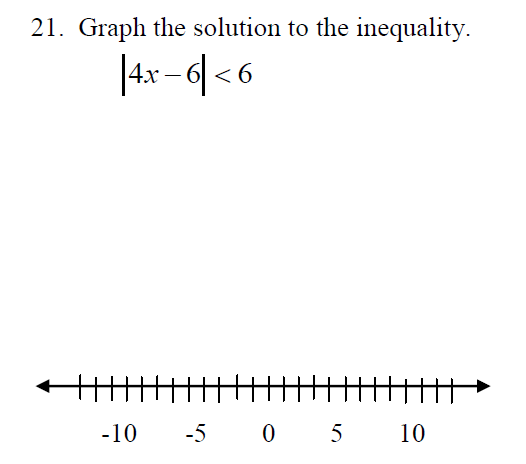 21. Graph the solution to the inequality.
|4x – 6| < 6
-10 -5 0 5 10